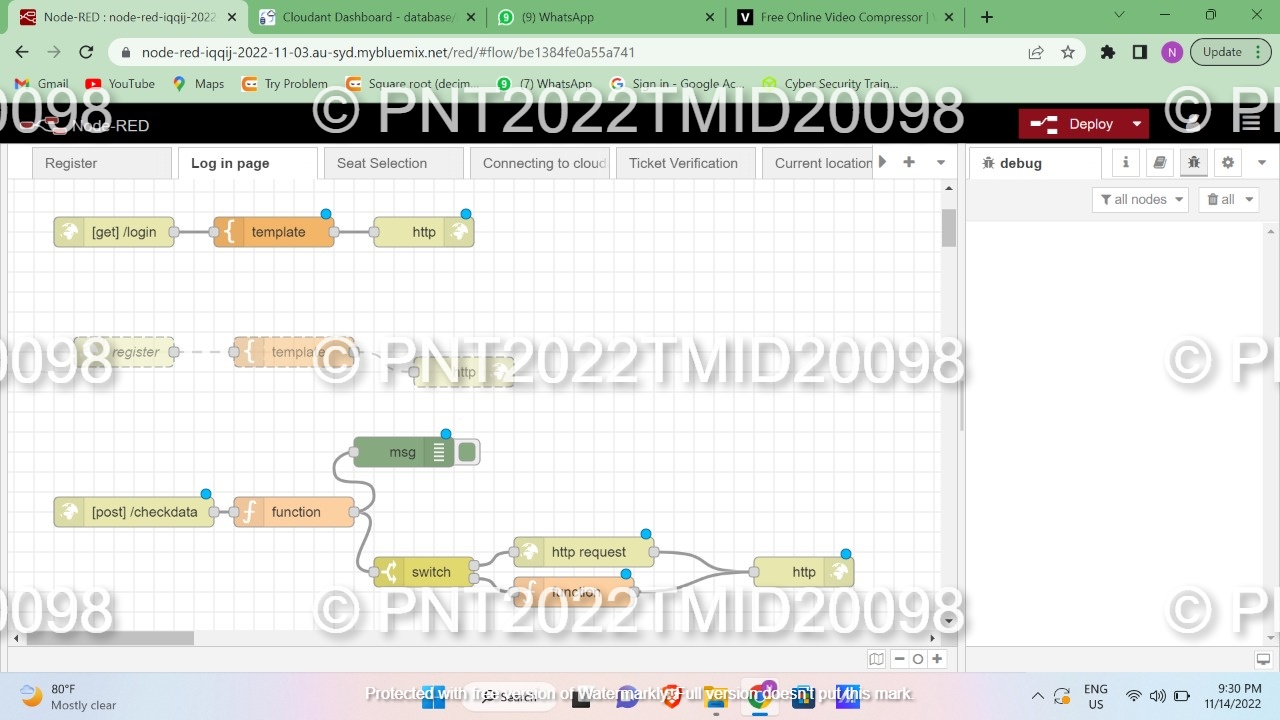 Node-RED : node-red-iqqij-2022
Cloudant Dashboard - database/
(9) WhatsApp
Free Online Video Compressor |
node-red-iqqij-2022-11-03.au-syd.mybluemix.net/red/#flow/be1384fe0a55a741
N
Update
Gmail
YouTube
Maps
Try Problem
Square root (decim...
(7) WhatsApp
Sign in - Google Ac...
Cyber Security Train...
20098 © PNT2022TMID20098 © P
Node-RED
Deploy
Register
Log in page
Seat Selection
Connecting to cloud
Ticket Verification
Current location
debug
all nodes
all
[get] /login
template
http
register
template
http
0098 © PNT2022TMID20098 © P
msg
[post] /checkdata
function
switch
http request
http
function
0098 © PNT2022TMID20098 © P
80°F
Mostly clear
Protected with free version of Watermarkly. Full version doesn't put this mark.
Search
ENG
US
9:30 PM
11/14/2022